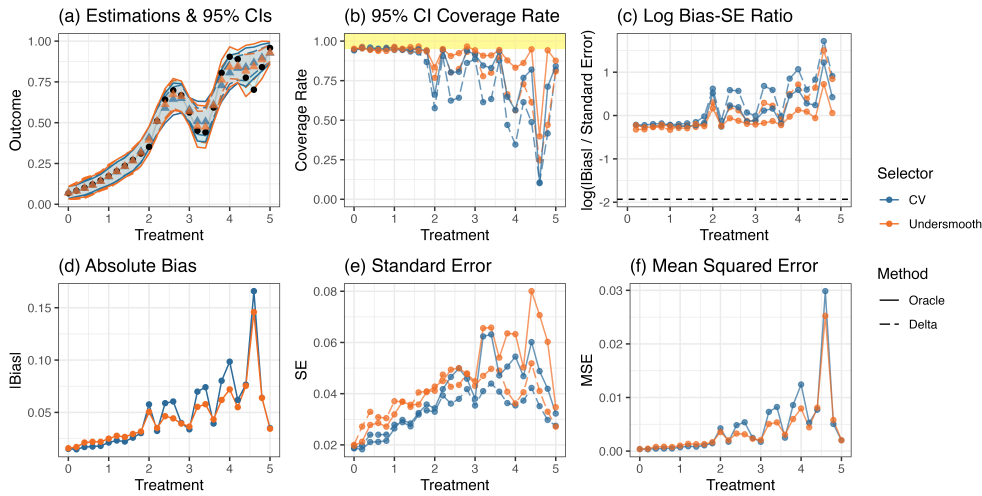 (a) Estimations & 95% CIs
(b) 95% CI Coverage Rate
(c) Log Bias-SE Ratio
Outcome
1.00
0.75
0.50
0.25
0.00
0 1 2 3 4 5
Treatment
Coverage Rate
1.00
0.75
0.50
0.25
0.00
0 1 2 3 4 5
Treatment
log(|Bias| / Standard Error)
1
0
-1
-2
0 1 2 3 4 5
Treatment
Selector
CV
Undersmooth
Method
Oracle
Delta
(d) Absolute Bias
(e) Standard Error
(f) Mean Squared Error
|Bias|
0.15
0.10
0.05
0 1 2 3 4 5
Treatment
SE
0.08
0.06
0.04
0.02
0 1 2 3 4 5
Treatment
MSE
0.03
0.02
0.01
0.00
0 1 2 3 4 5
Treatment